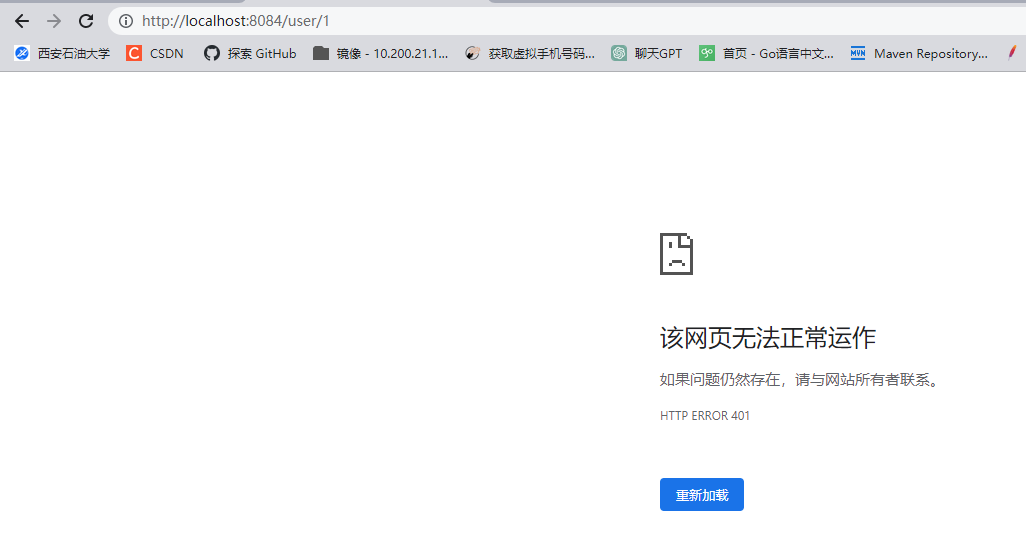 http://localhost:8084/user/1
西安石油大学 CSDN 探索 GitHub 镜像 - 10.200.21.1... 获取虚拟手机号码... 聊天GPT 首页 - Go语言中文... Maven Repository...
该网页无法正常运作
如果问题仍然存在，请与网站所有者联系。
HTTP ERROR 401
重新加载